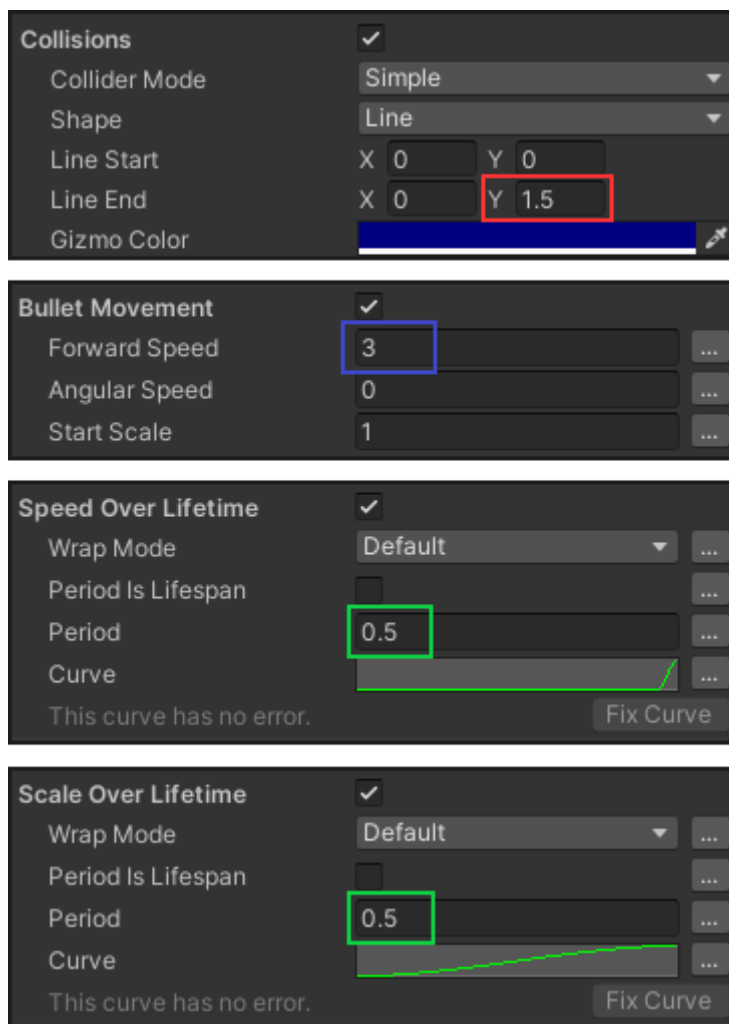 Collisions
Collider Mode Simple
Shape Line
Line Start X 0 Y 0
Line End X 0 Y 1.5
Gizmo Color
Bullet Movement
Forward Speed 3 ...
Angular Speed 0 ...
Start Scale 1 ...
Speed Over Lifetime
Wrap Mode Default ...
Period Is Lifespan ...
Period 0.5 ...
Curve ...
This curve has no error. Fix Curve
Scale Over Lifetime
Wrap Mode Default ...
Period Is Lifespan ...
Period 0.5 ...
Curve ...
This curve has no error. Fix Curve